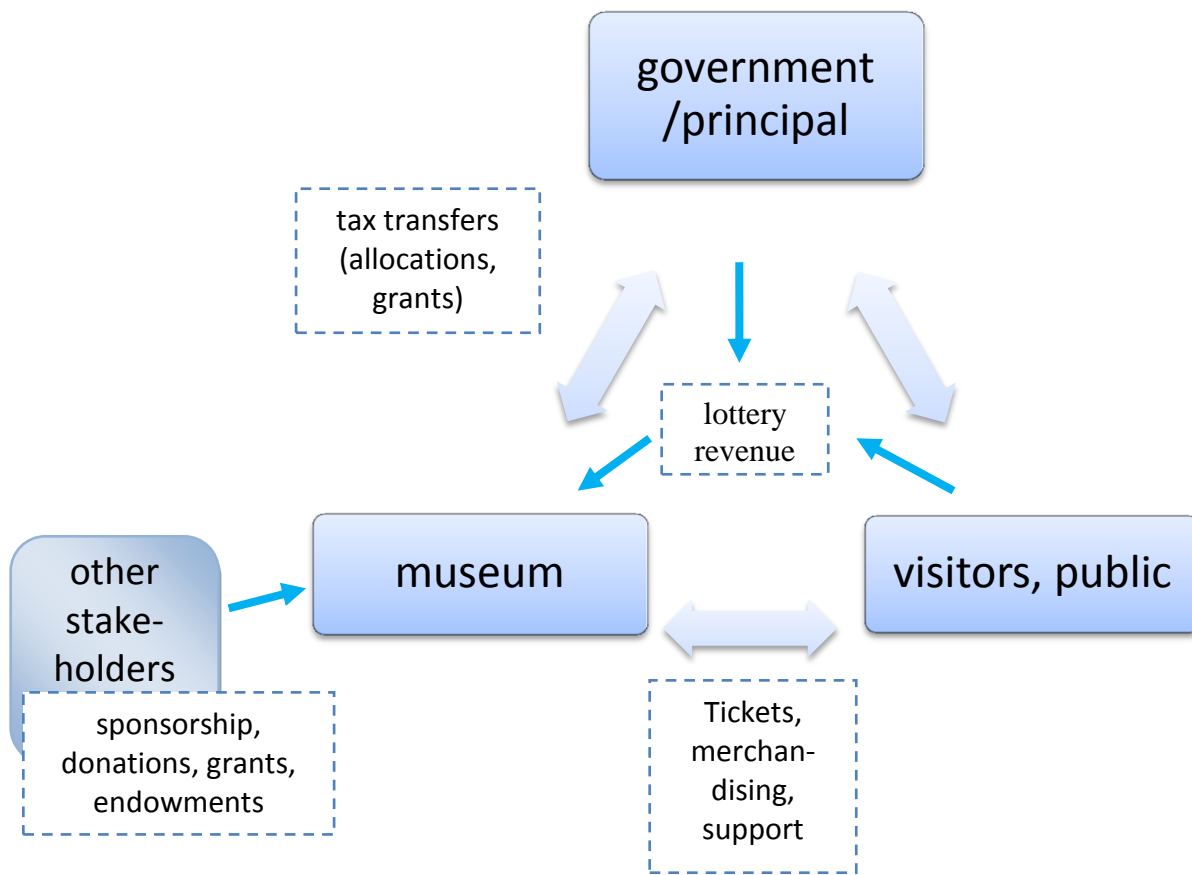 government
/principal
tax transfers
(allocations,
grants)
lottery
revenue
museum
visitors, public
other
stake-
holders
sponsorship,
donations, grants,
endowments
Tickets,
merchan-
dising,
support